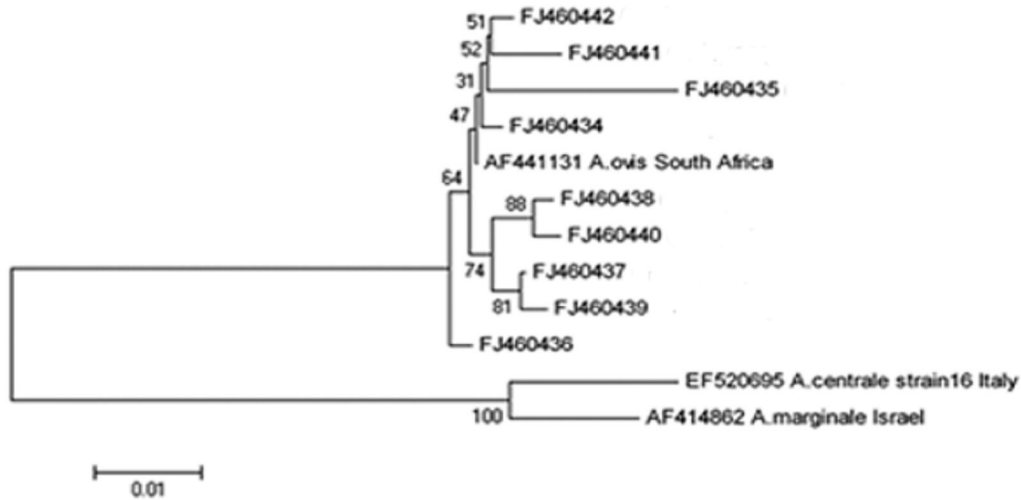 51
FJ460442
52
FJ460441
31
FJ460435
47
FJ460434
AF441131 A.ovis South Africa
64
88
FJ460438
FJ460440
74
FJ460437
81
FJ460439
FJ460436
EF520695 A.centrale strain16 Italy
100
AF414862 A.marginale Israel
0.01